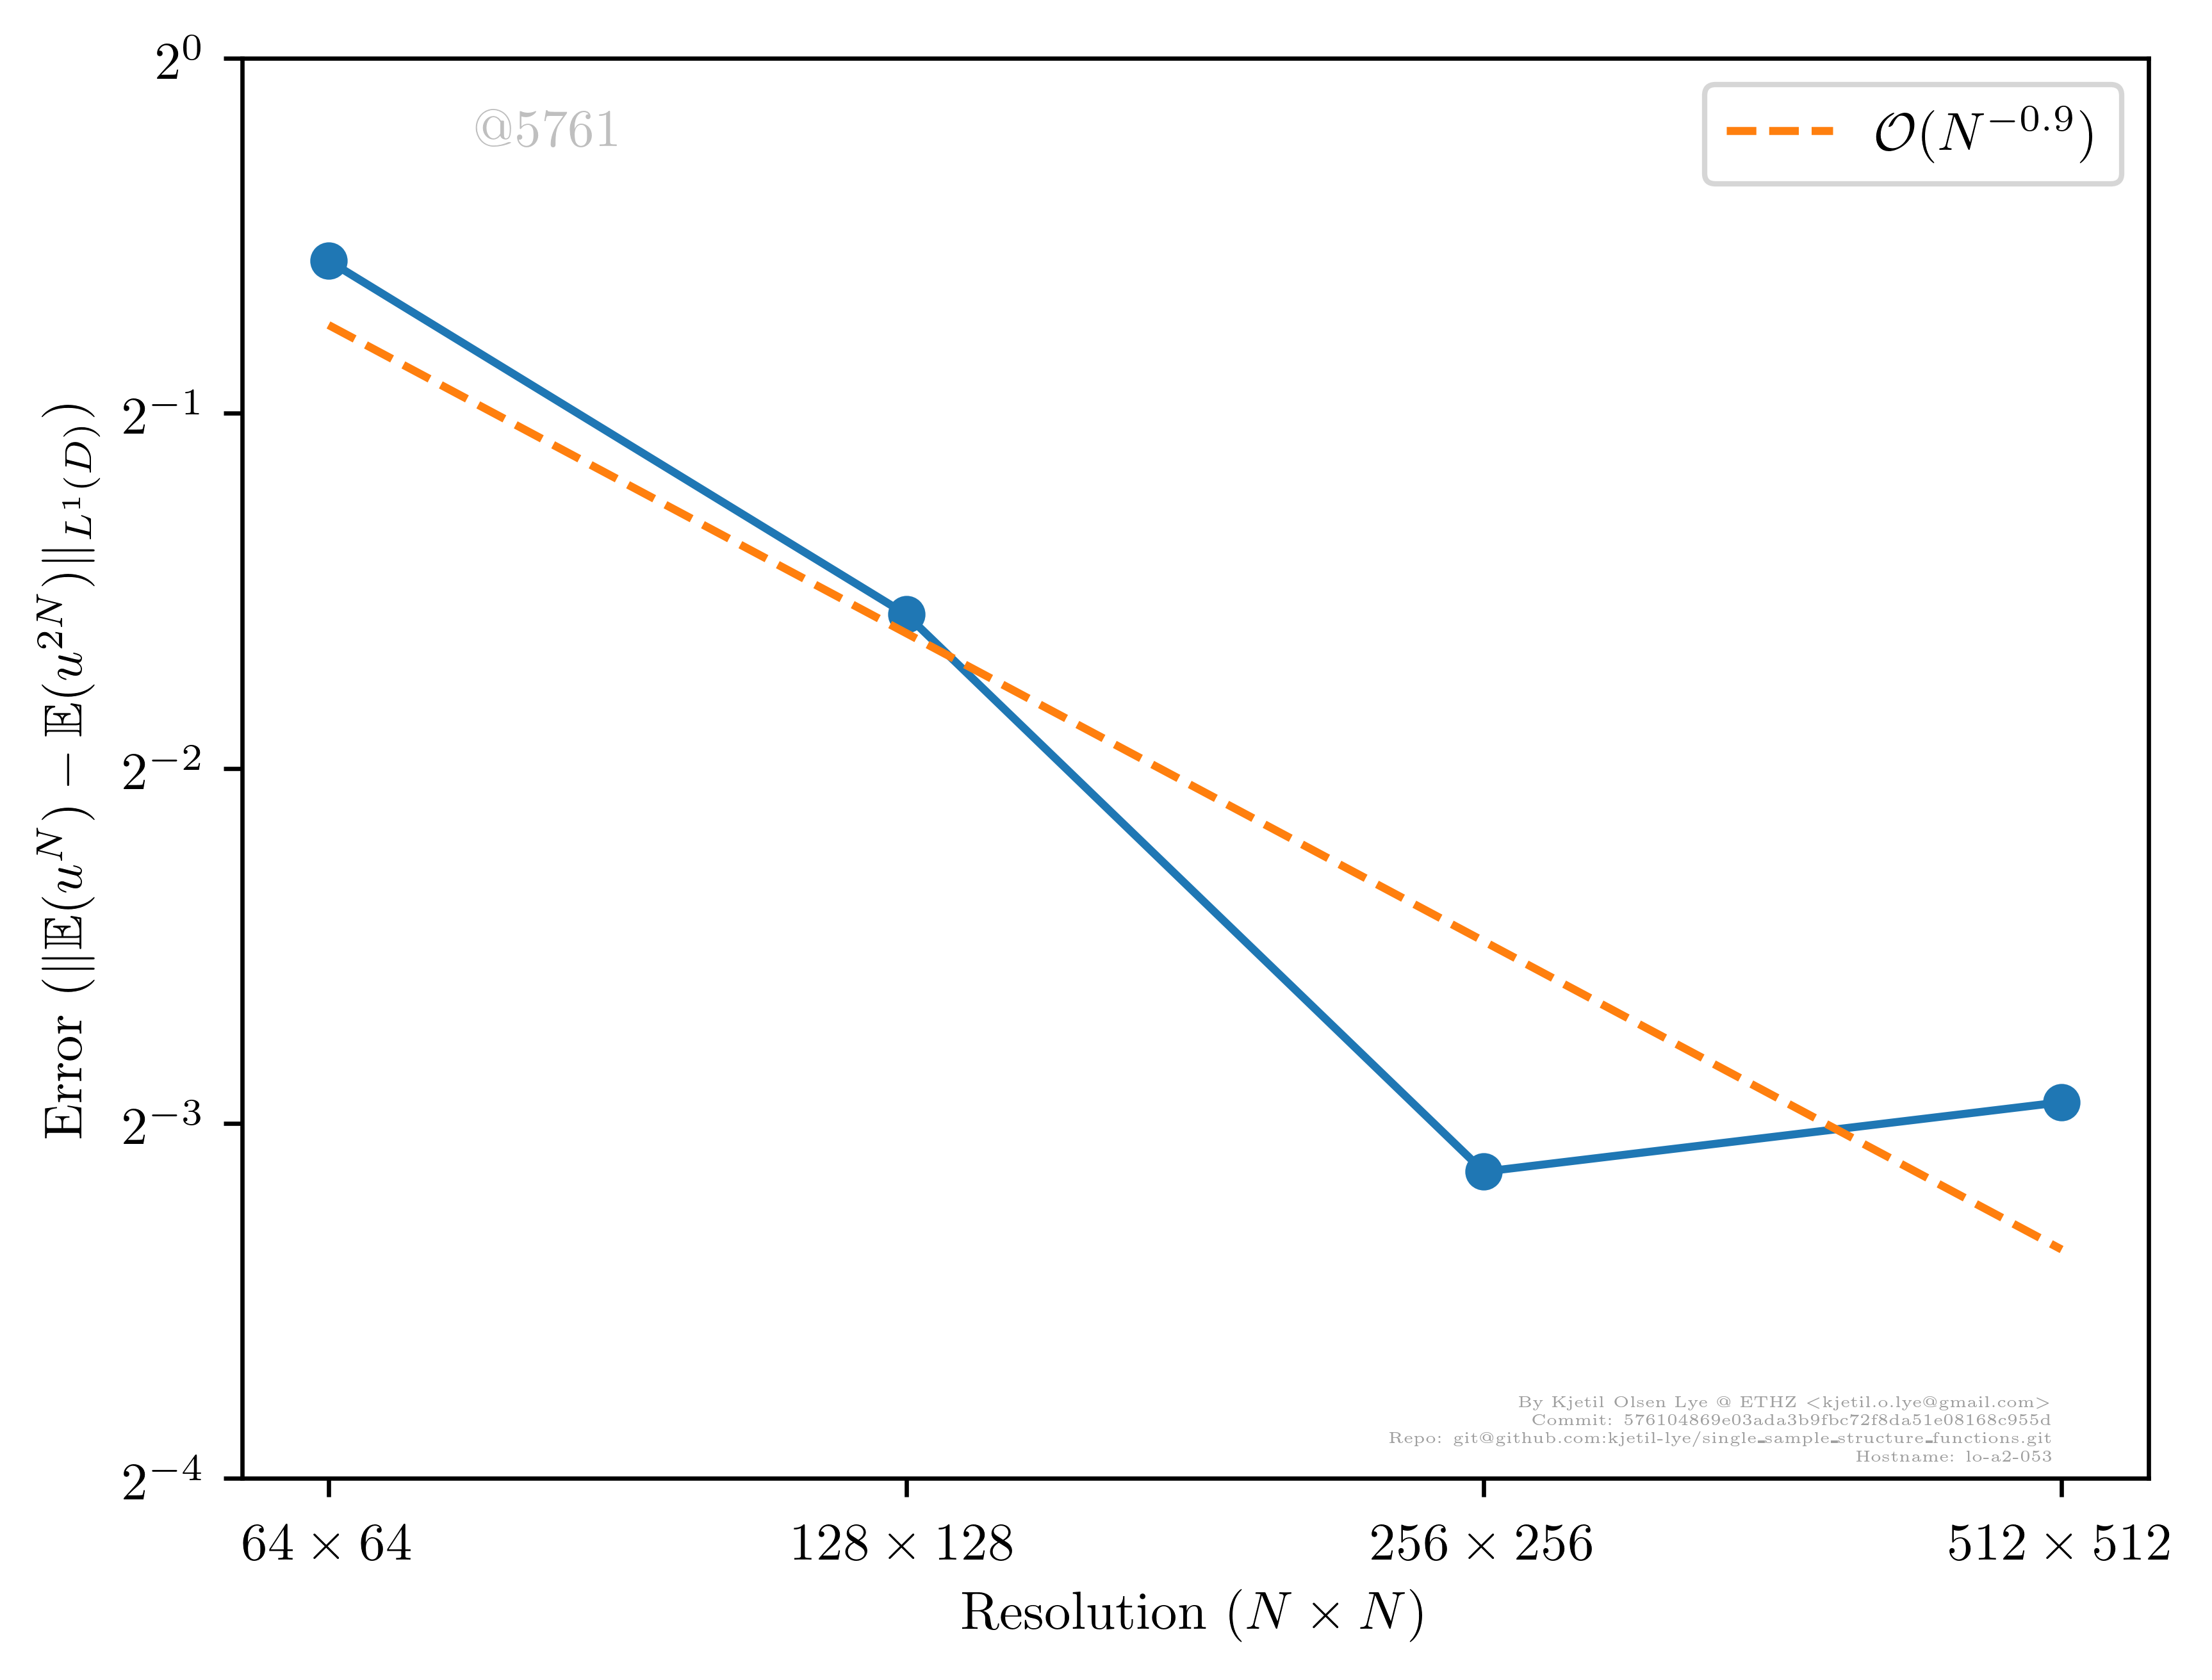 2^0
@5761
O(N^{-0.9})
2^{-1}
2^{-2}
2^{-3}
2^{-4}
Error (||𝔼(u^N) − 𝔼(u^{2N})||_{L^1(D)})
By Kjetil Olsen Lye @ ETHZ <kjetil.o.lye@gmail.com>
Commit: 576104869e03ada3b9fbc72f8da51e08168c955d
Repo: git@github.com:kjetil-lye/single_sample_structure_functions.git
Hostname: lo-a2-053
64 × 64
128 × 128
256 × 256
512 × 512
Resolution (N × N)